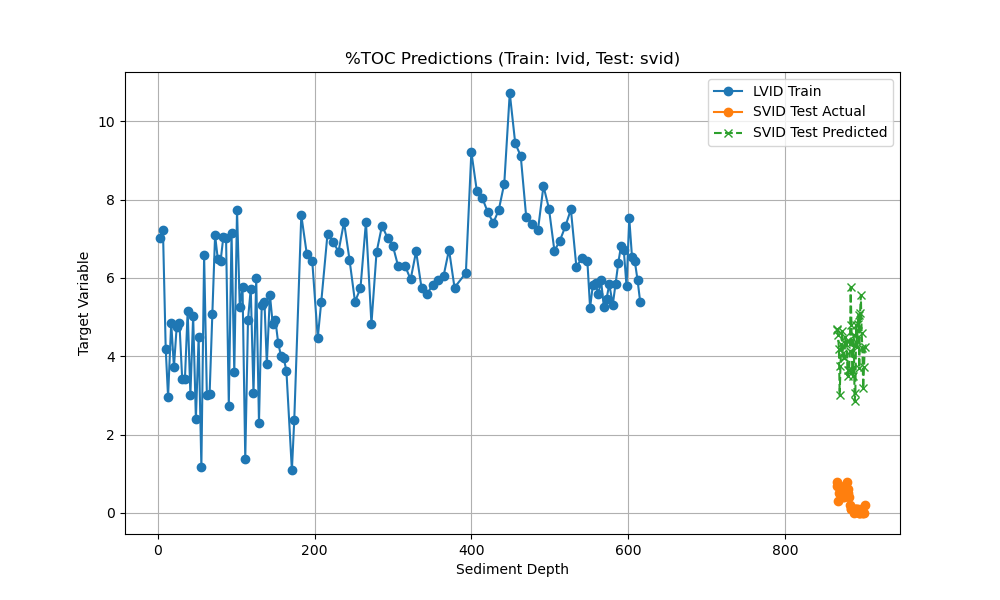 %TOC Predictions (Train: lvid, Test: svid)
LVID Train
SVID Test Actual
SVID Test Predicted
Target Variable
10
8
6
4
2
0
0 200 400 600 800
Sediment Depth